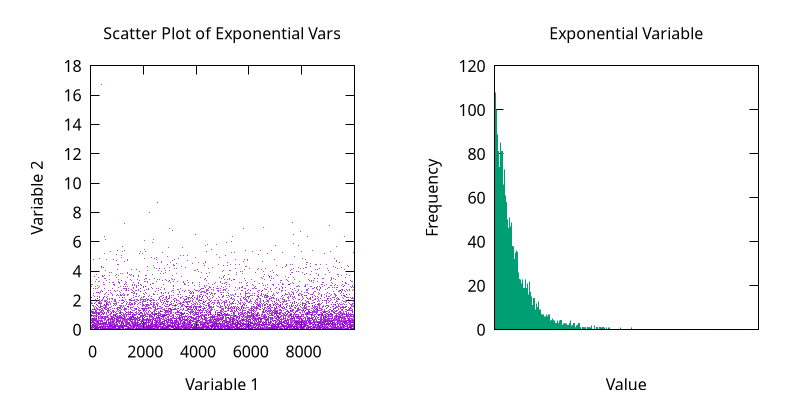 Scatter Plot of Exponential Vars
18
16
14
12
10
8
6
4
2
0
Variable 2
0 2000 4000 6000 8000
Variable 1
Exponential Variable
120
100
80
60
40
20
0
Frequency
Value